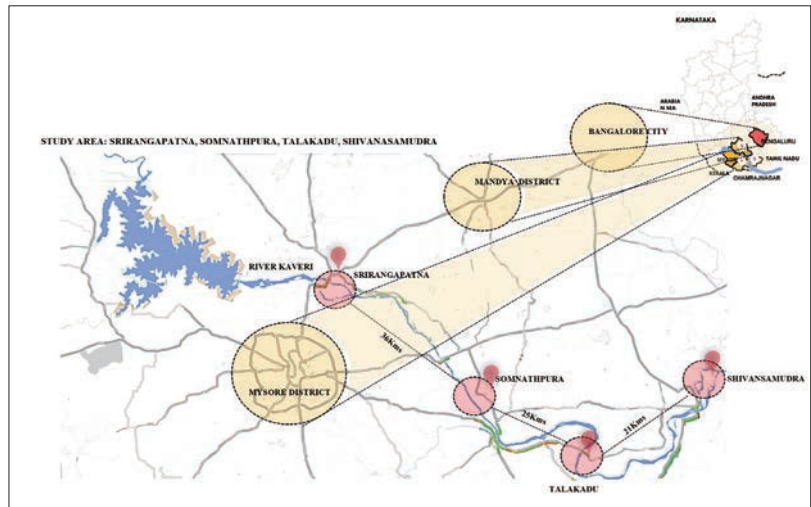 KARNATAKA
ANDHRA
PRADESH
BANGALORE CITY
BENGALURU
STUDY AREA: SRIRANGAPATNA, SOMNATHPURA, TALAKADU, SHIVANASAMUDRA
TAMIL NADU
KERALA
CHAMRAJNAGAR
MANDYA DISTRICT
RIVER KAVERI
SRIRANGAPATNA
36Kms
MYSORE DISTRICT
SOMNATHPURA
SHIVANSAMUDRA
25Kms
21Kms
TALAKADU